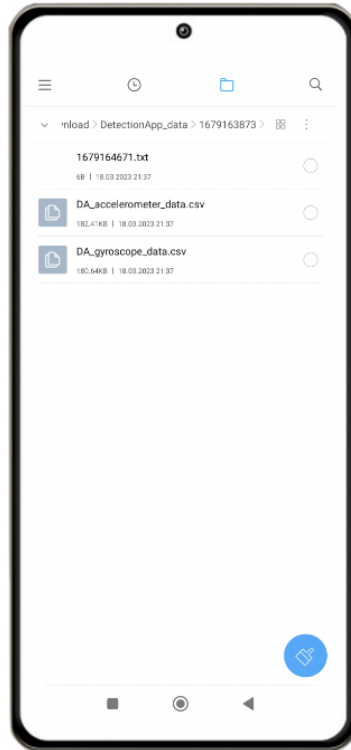 nload > DetectionApp_data > 1679163873 >
1679164671.txt
6B | 18.03.2023 21:37
DA_accelerometer_data.csv
182.41KB | 18.03.2023 21:37
DA_gyroscope_data.csv
180.64KB | 18.03.2023 21:37